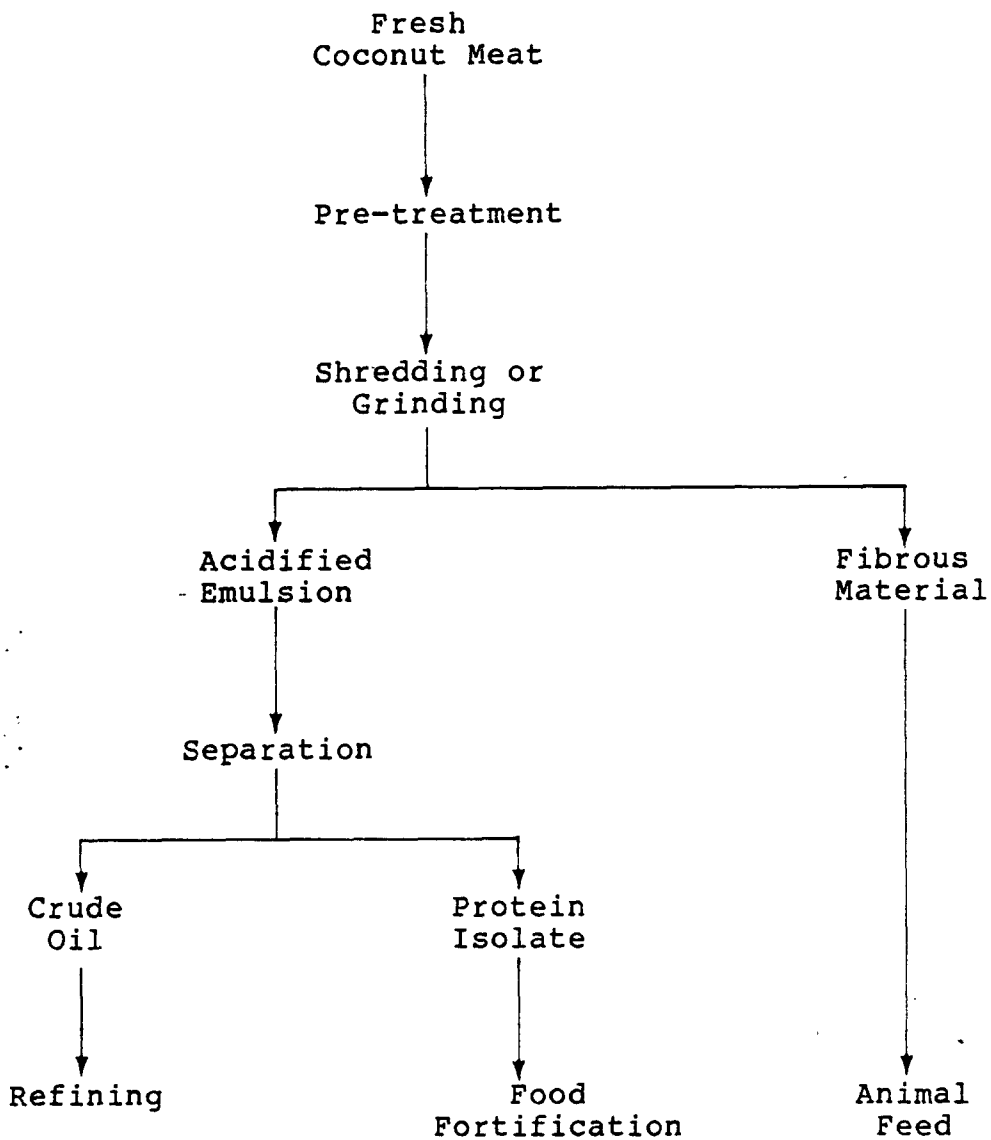 Fresh
Coconut Meat
Pre-treatment
Shredding or
Grinding
Acidified
Emulsion
Fibrous
Material
Separation
Crude
Oil
Protein
Isolate
Refining
Food
Fortification
Animal
Feed